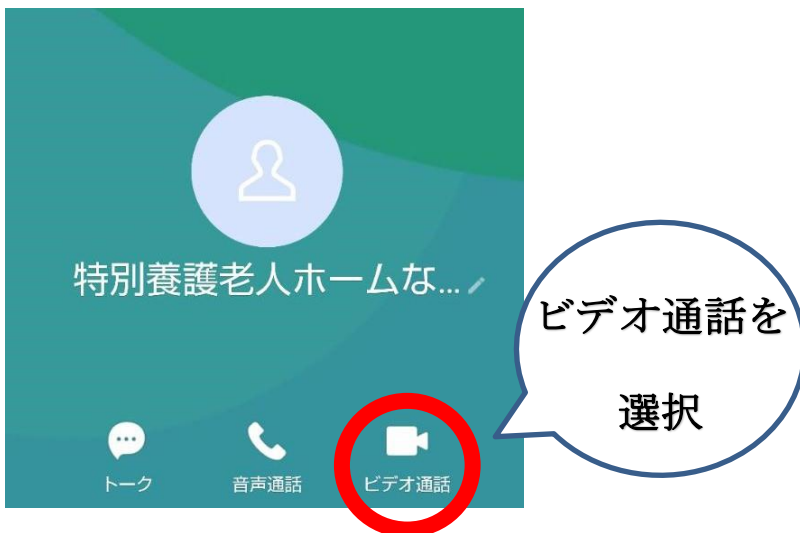 特別養護老人ホームな...
ビデオ通話を
選択
トーク
音声通話
ビデオ通話